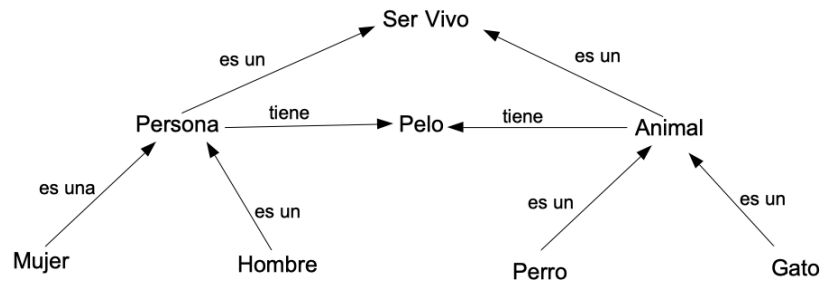 Ser Vivo
es un
es un
Persona
tiene
Pelo
tiene
Animal
es una
es un
es un
es un
Mujer
Hombre
Perro
Gato